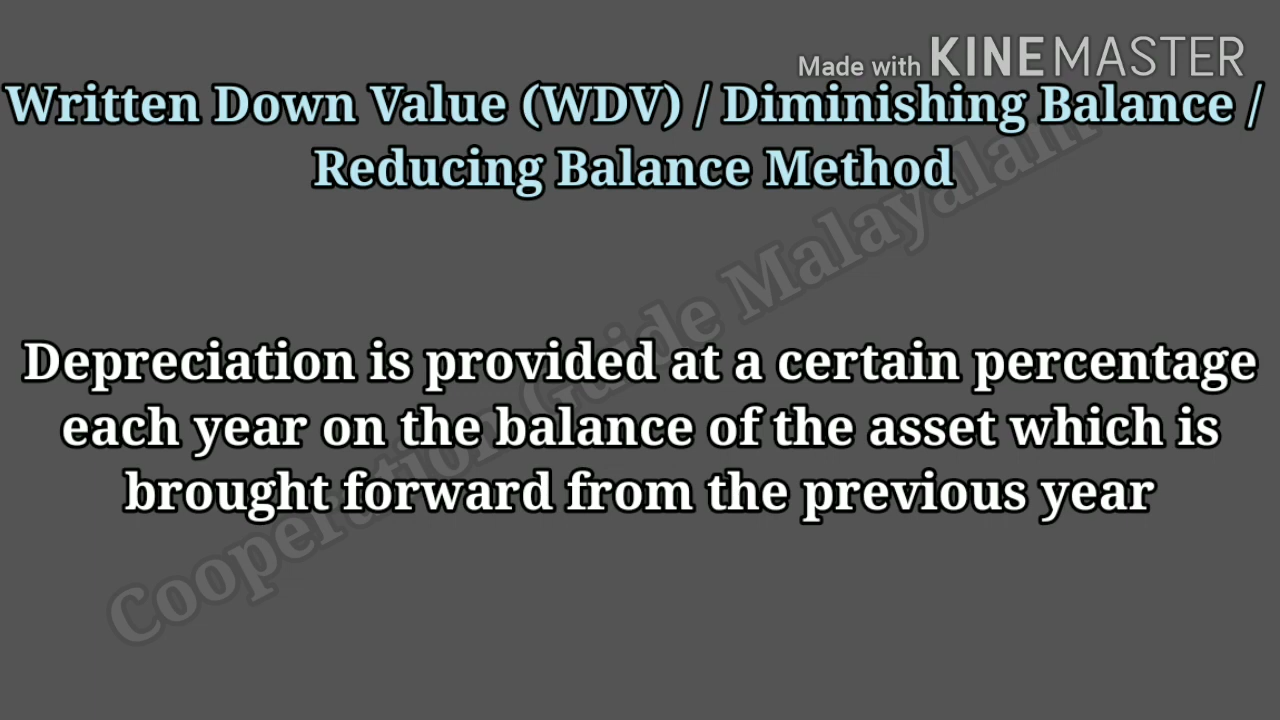 Made with KINEMASTER
Written Down Value (WDV) / Diminishing Balance /
Reducing Balance Method
Depreciation is provided at a certain percentage
each year on the balance of the asset which is
brought forward from the previous year
Cooperation Guide Malayalam